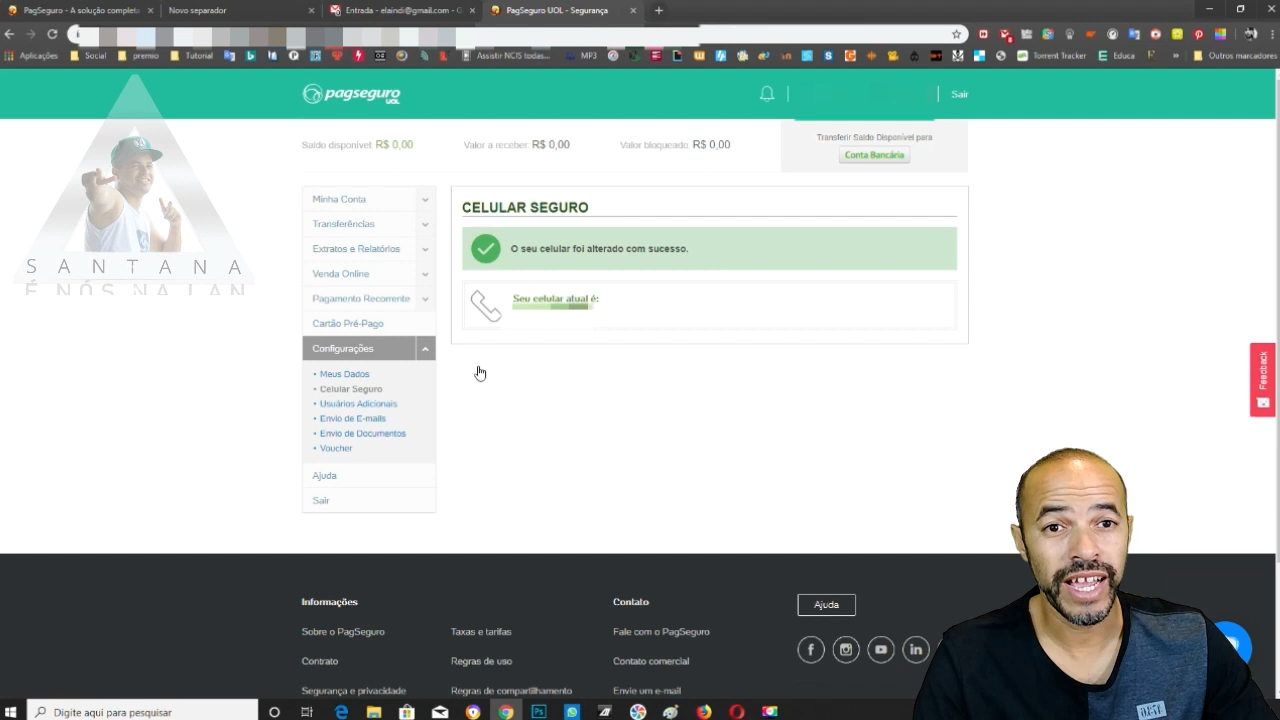 PagSeguro - A solução completa
Novo separador
Entrada - elaindi@gmail.com - G
PagSeguro UOL - Segurança
Aplicações
Social
premio
Tutorial
Assistir NCIS todas...
MP3
Torrent Tracker
Educa
Outros marcadores
pagseguro
UOL
Sair
Saldo disponível: R$ 0,00
Valor a receber: R$ 0,00
Valor bloqueado: R$ 0,00
Transferir Saldo Disponível para
Conta Bancária
SANTANA
É NÓS NA LAN
Minha Conta
Transferências
Extratos e Relatórios
Venda Online
Pagamento Recorrente
Cartão Pré-Pago
Configurações
• Meus Dados
• Celular Seguro
• Usuários Adicionais
• Envio de E-mails
• Envio de Documentos
• Voucher
Ajuda
Sair
CELULAR SEGURO
O seu celular foi alterado com sucesso.
Seu celular atual é:
Feedback
Informações
Sobre o PagSeguro
Contrato
Segurança e privacidade
Taxas e tarifas
Regras de uso
Regras de compartilhamento
Contato
Fale com o PagSeguro
Contato comercial
Envie um e-mail
Ajuda
Digite aqui para pesquisar